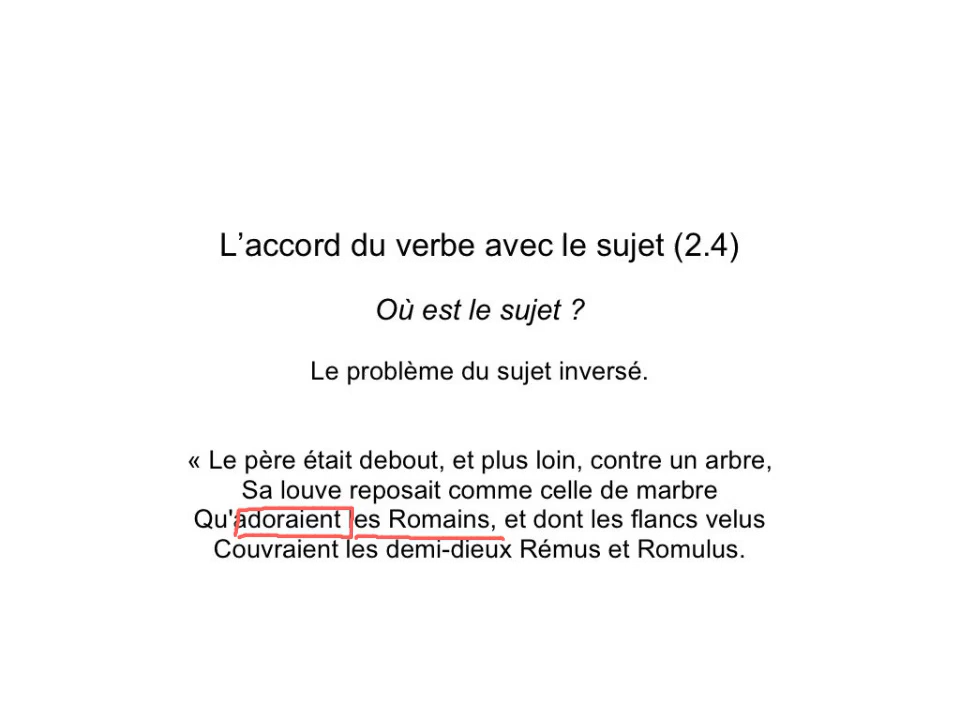 L’accord du verbe avec le sujet (2.4)
Où est le sujet ?
Le problème du sujet inversé.
« Le père était debout, et plus loin, contre un arbre,
Sa louve reposait comme celle de marbre
Qu'adoraient les Romains, et dont les flancs velus
Couvraient les demi-dieux Rémus et Romulus.